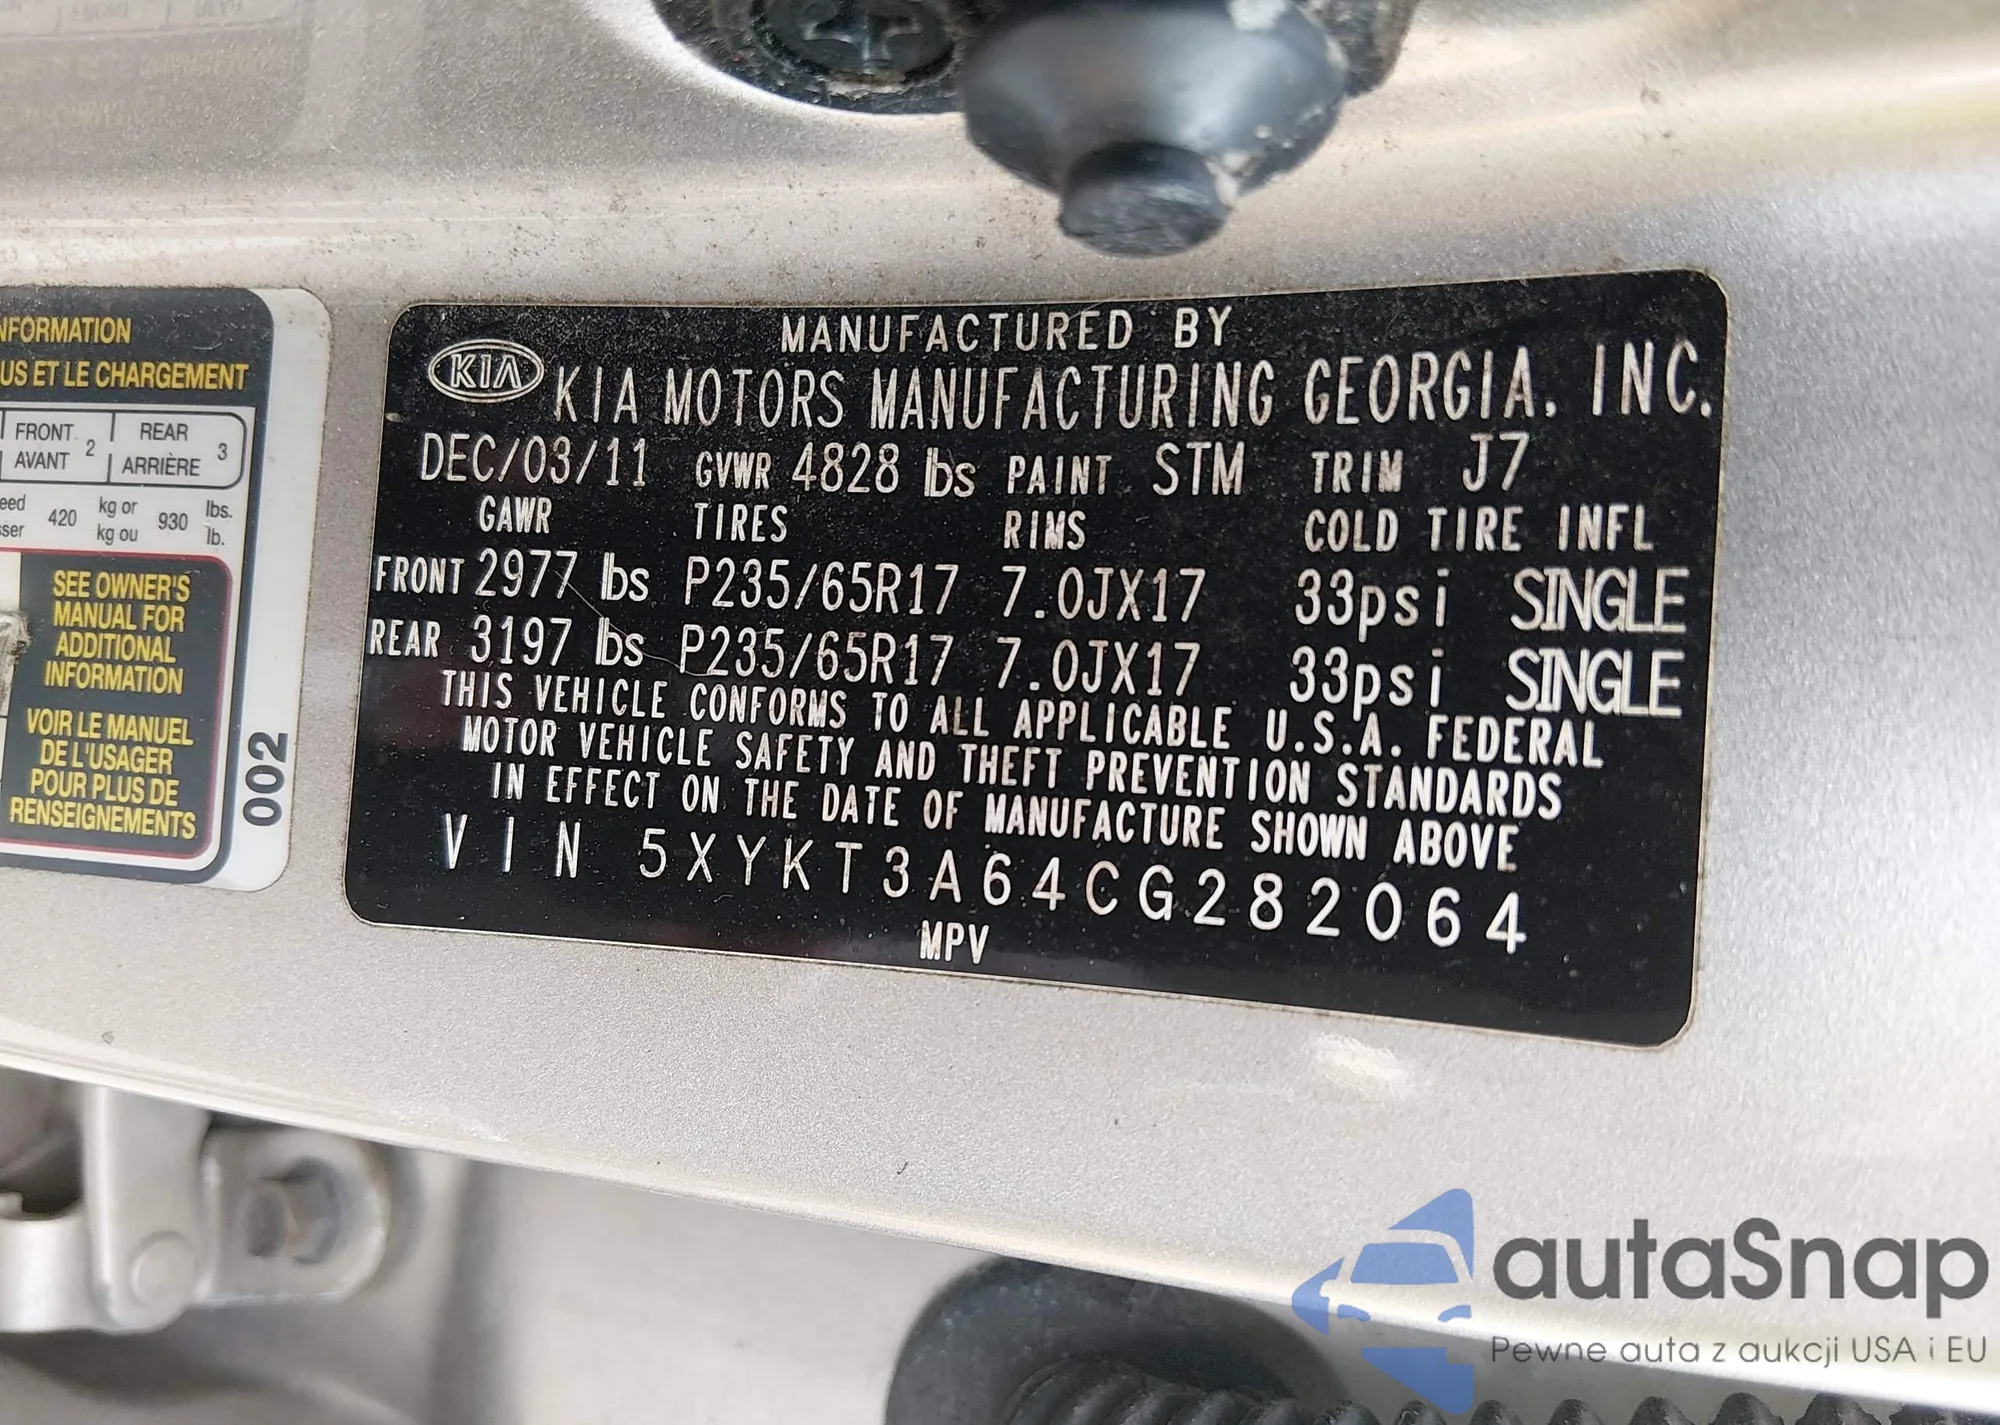 NFORMATION
US ET LE CHARGEMENT
FRONT 2 REAR 3
AVANT ARRIÈRE
420 kg or 930 lbs.
kg ou lb.
SEE OWNER'S
MANUAL FOR
ADDITIONAL
INFORMATION
VOIR LE MANUEL
DE L'USAGER
POUR PLUS DE
RENSEIGNEMENTS
002
MANUFACTURED BY
KIA KIA MOTORS MANUFACTURING GEORGIA, INC.
DEC/03/11 GVWR 4828 lbs PAINT STM TRIM J7
GAWR TIRES RIMS COLD TIRE INFL
FRONT 2977 lbs P235/65R17 7.0JX17 33psi SINGLE
REAR 3197 lbs P235/65R17 7.0JX17 33psi SINGLE
THIS VEHICLE CONFORMS TO ALL APPLICABLE U.S.A. FEDERAL
MOTOR VEHICLE SAFETY AND THEFT PREVENTION STANDARDS
IN EFFECT ON THE DATE OF MANUFACTURE SHOWN ABOVE
VIN 5XYKT3A64CG282064
MPV
autaSnap
Pewne auta z aukcji USA i EU